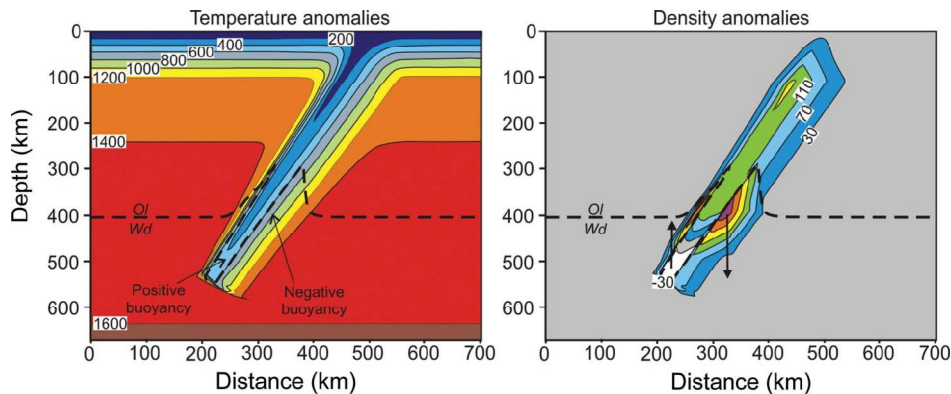 Temperature anomalies
Density anomalies
0
100
200
300
400
500
600
Depth (km)
200
400
600
800
1000
1200
1400
1600
Ol
Wd
Positive
buoyancy
Negative
buoyancy
0 100 200 300 400 500 600 700
Distance (km)
0
100
200
300
400
500
600
110
70
30
Ol
Wd
-30
0 100 200 300 400 500 600 700
Distance (km)